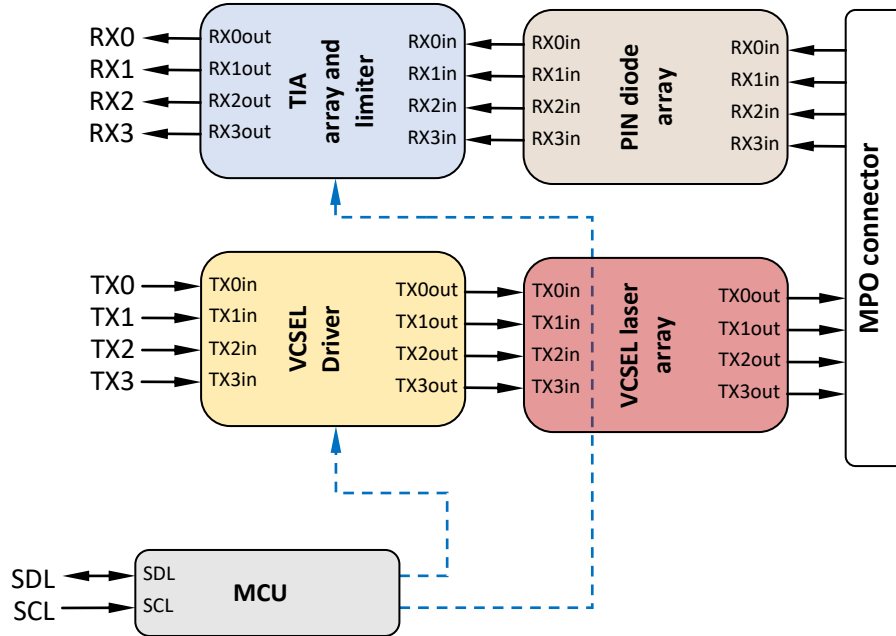 RX0
RX1
RX2
RX3
RX0out
RX1out
RX2out
RX3out
TIA
array and
limiter
RX0in
RX1in
RX2in
RX3in
RX0in
RX1in
RX2in
RX3in
PIN diode
array
RX0in
RX1in
RX2in
RX3in
MPO connector
TX0
TX1
TX2
TX3
TX0in
TX1in
TX2in
TX3in
VCSEL
Driver
TX0out
TX1out
TX2out
TX3out
TX0in
TX1in
TX2in
TX3in
VCSEL laser
array
TX0out
TX1out
TX2out
TX3out
SDL
SCL
SDL
SCL
MCU